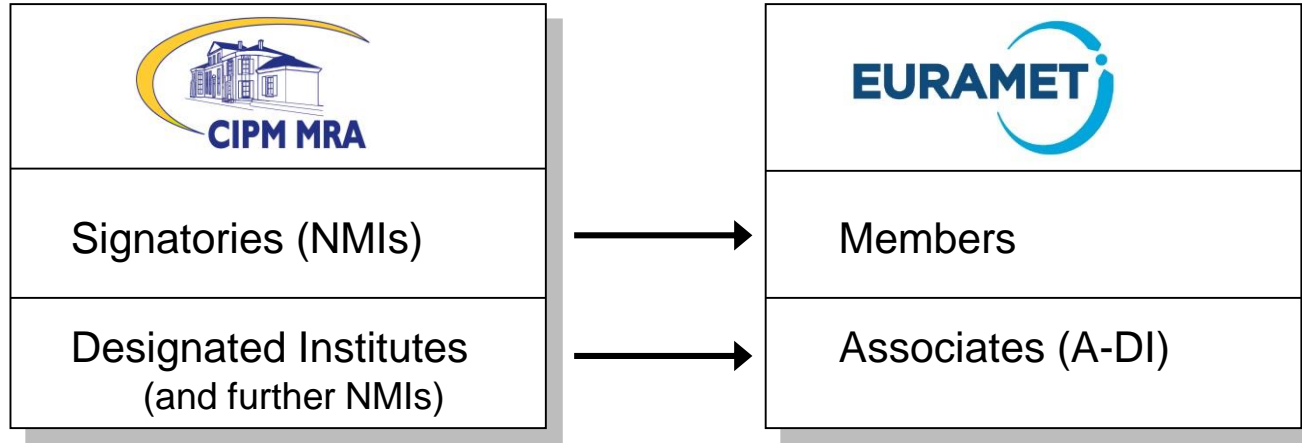 CIPM MRA
EURAMET
Signatories (NMIs)
Members
Designated Institutes
(and further NMIs)
Associates (A-DI)